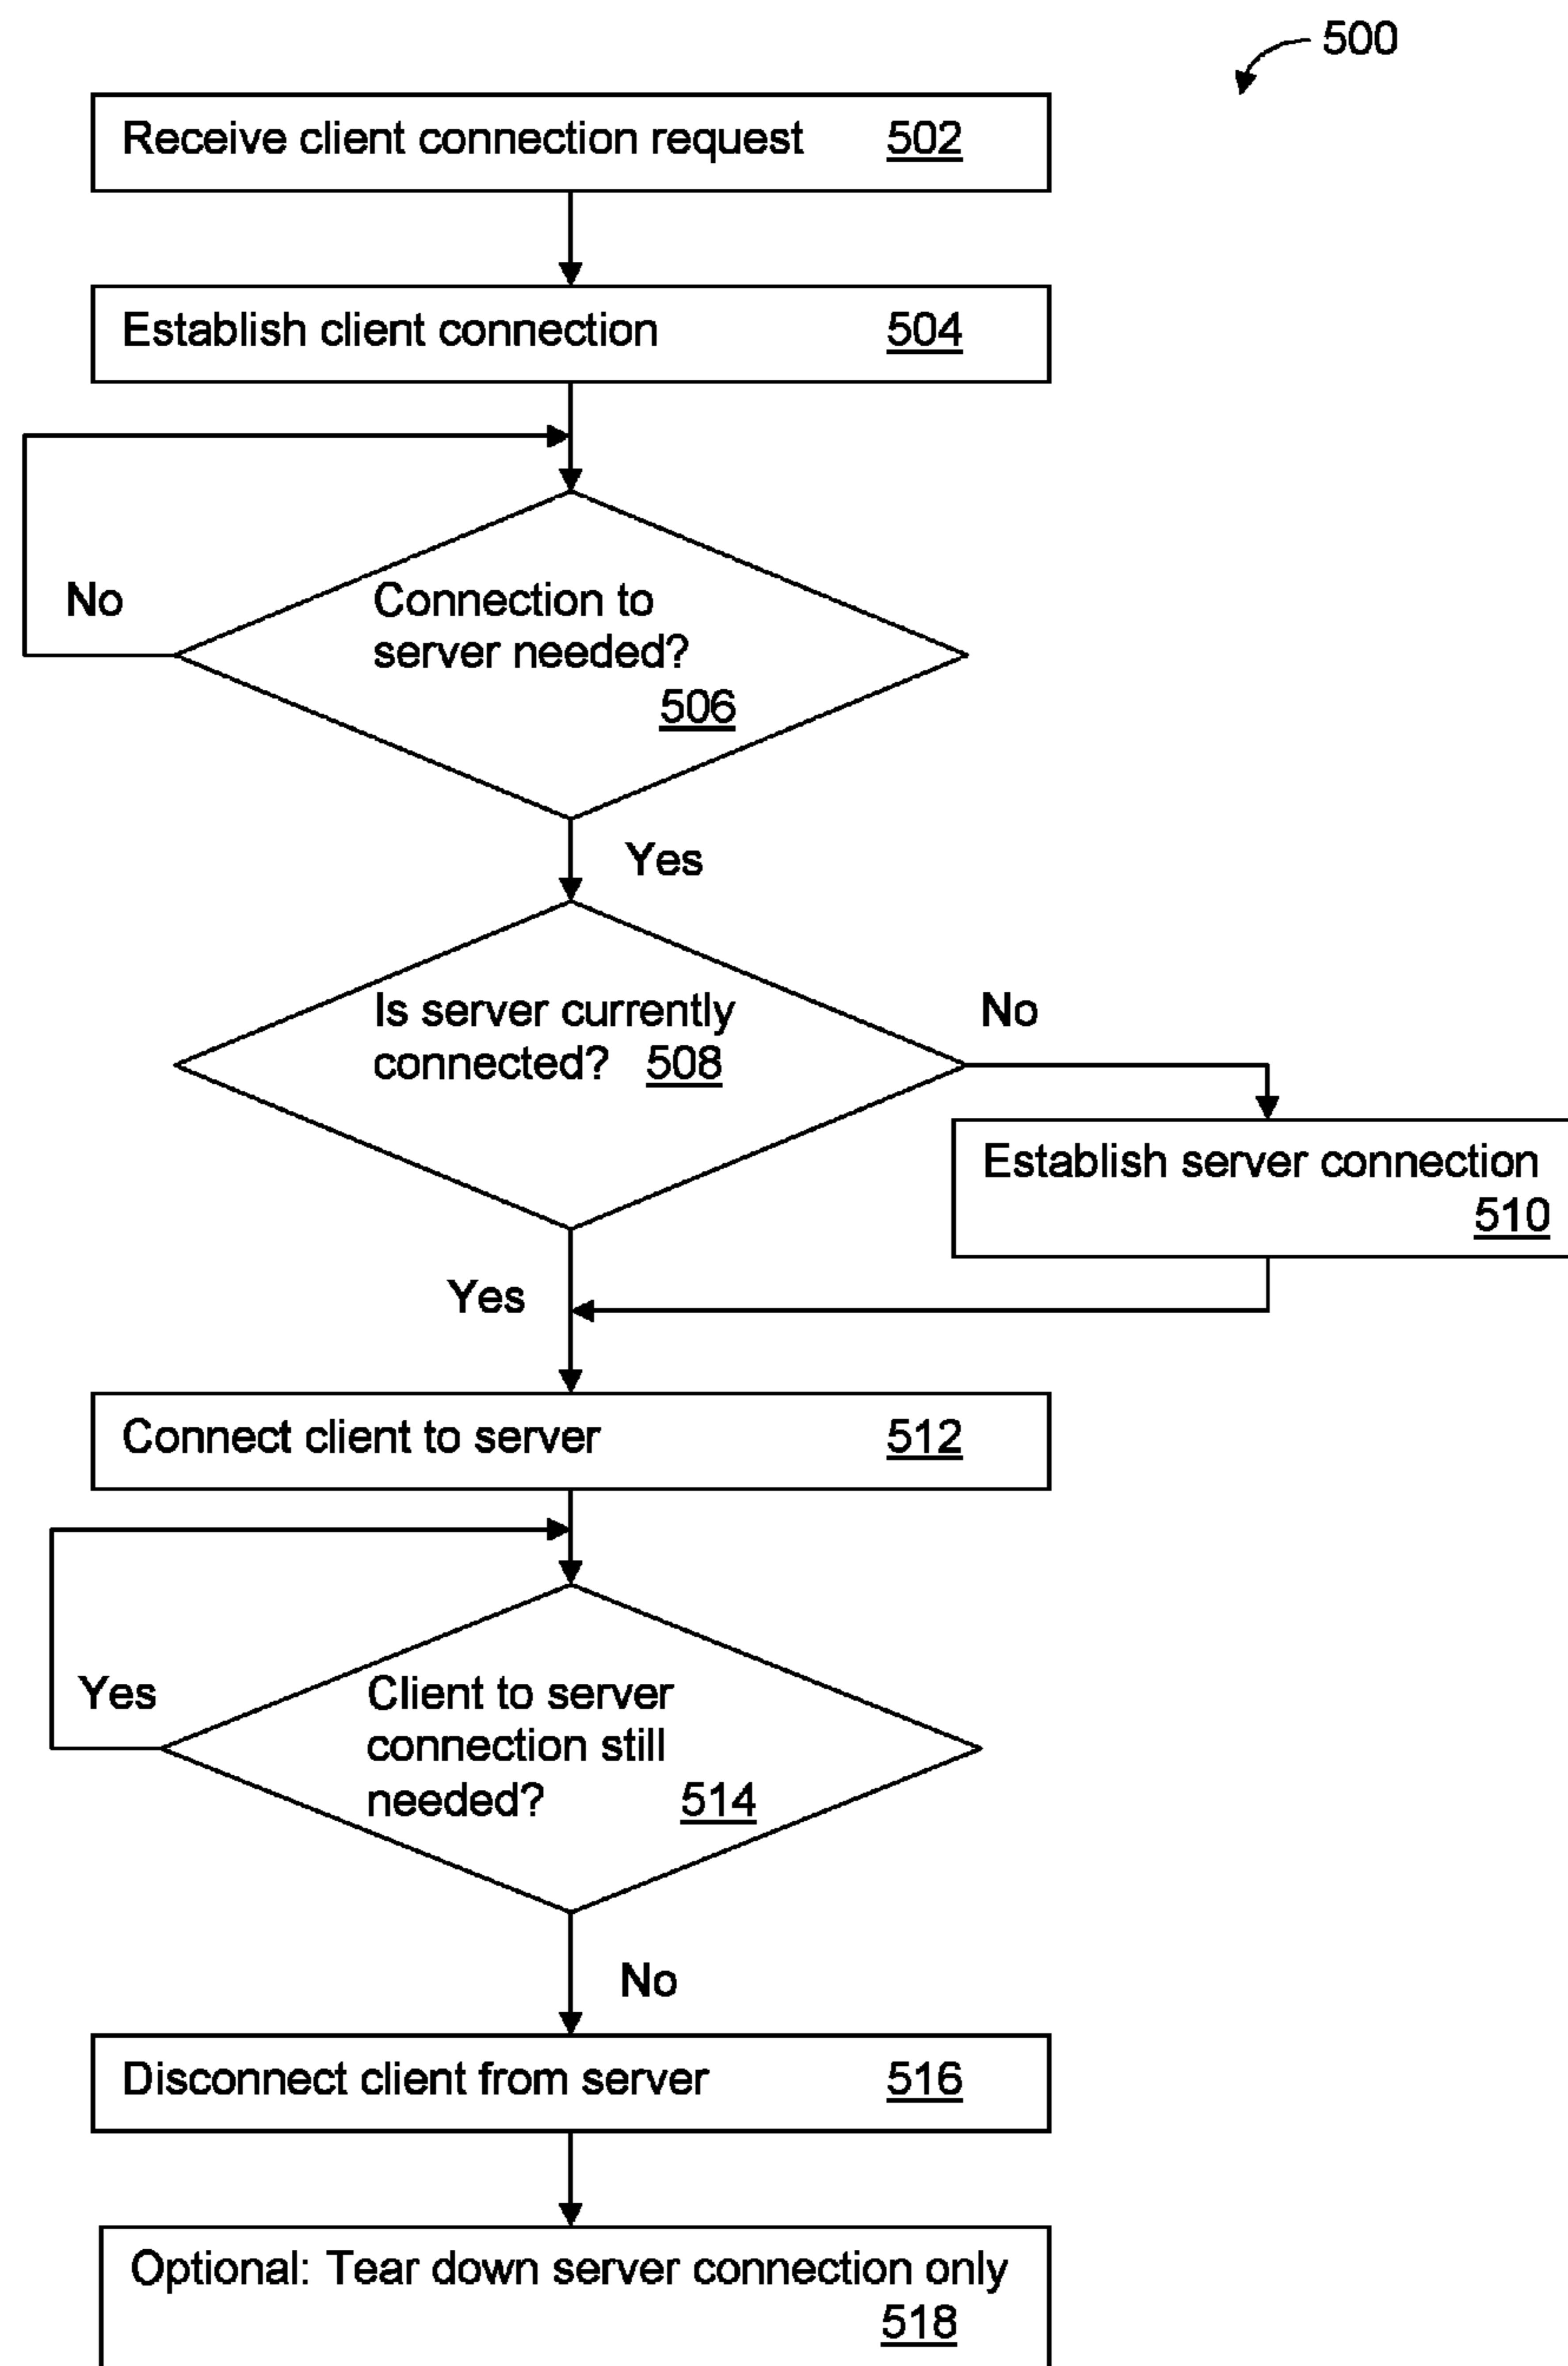 500
Receive client connection request 502
Establish client connection 504
No
Connection to
server needed?
506
Yes
Is server currently
connected? 508
No
Establish server connection
510
Yes
Connect client to server 512
Yes
Client to server
connection still
needed? 514
No
Disconnect client from server 516
Optional: Tear down server connection only
518